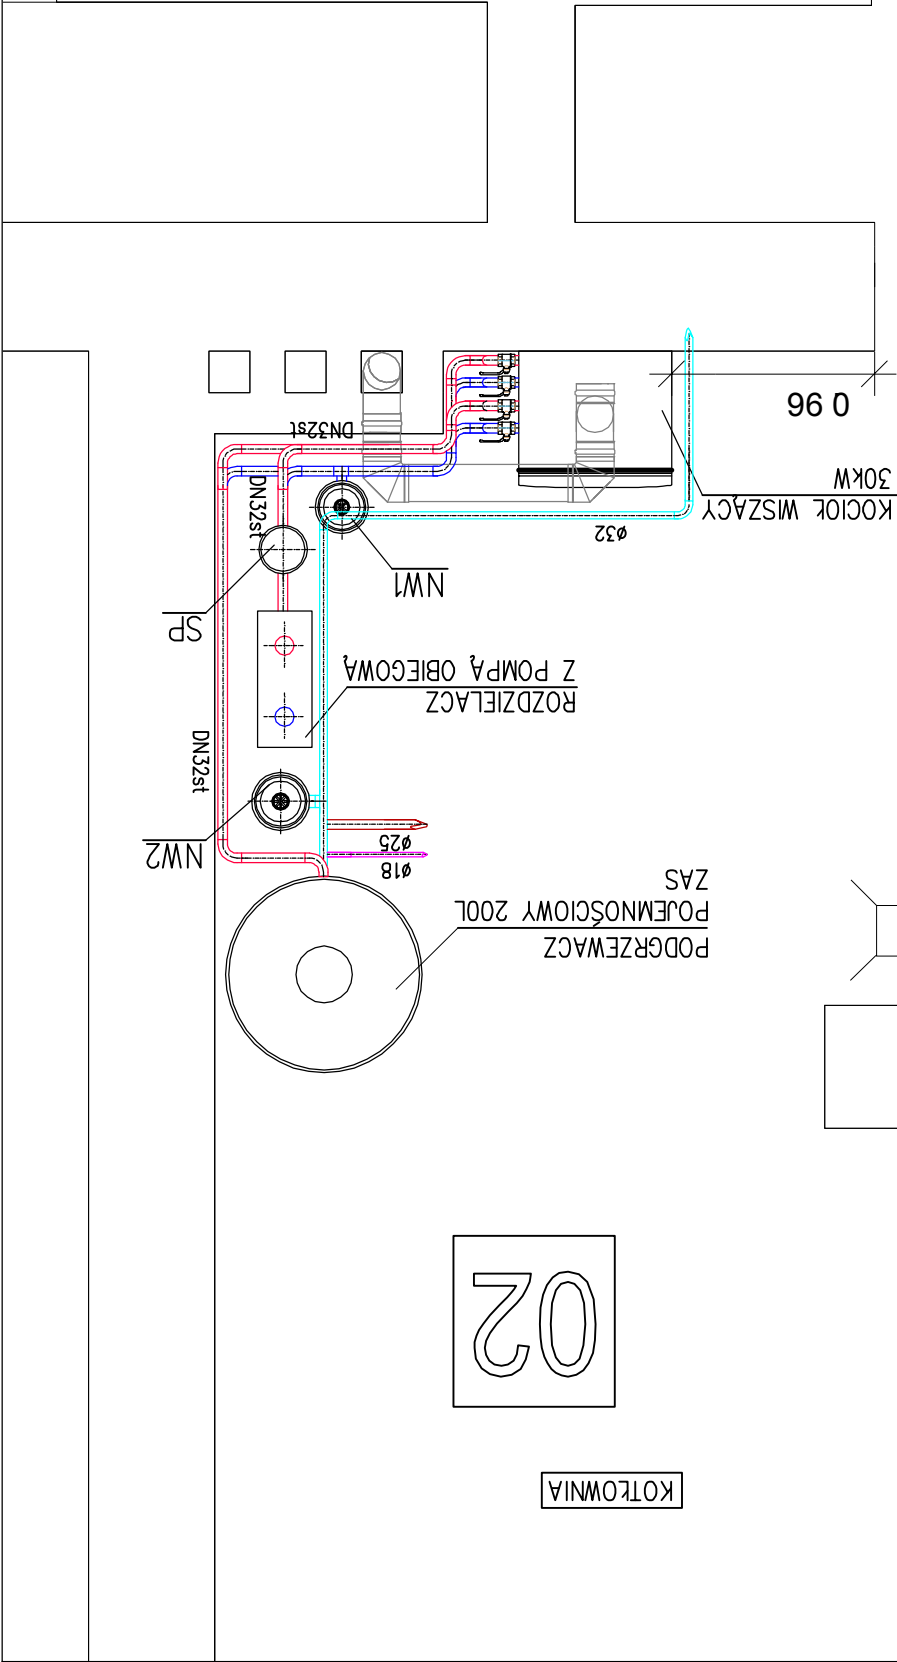 KOTŁOWNIA
02
PODGRZEWACZ
POJEMNOŚCIOWY 200L
ZAS
ø18
ø25
NW2
DN32st
ROZDZIELACZ
Z POMPĄ OBIEGOWĄ
SP
NW1
ø32
KOCIOŁ WISZĄCY
30kW
DN32st
DN32st
0 96